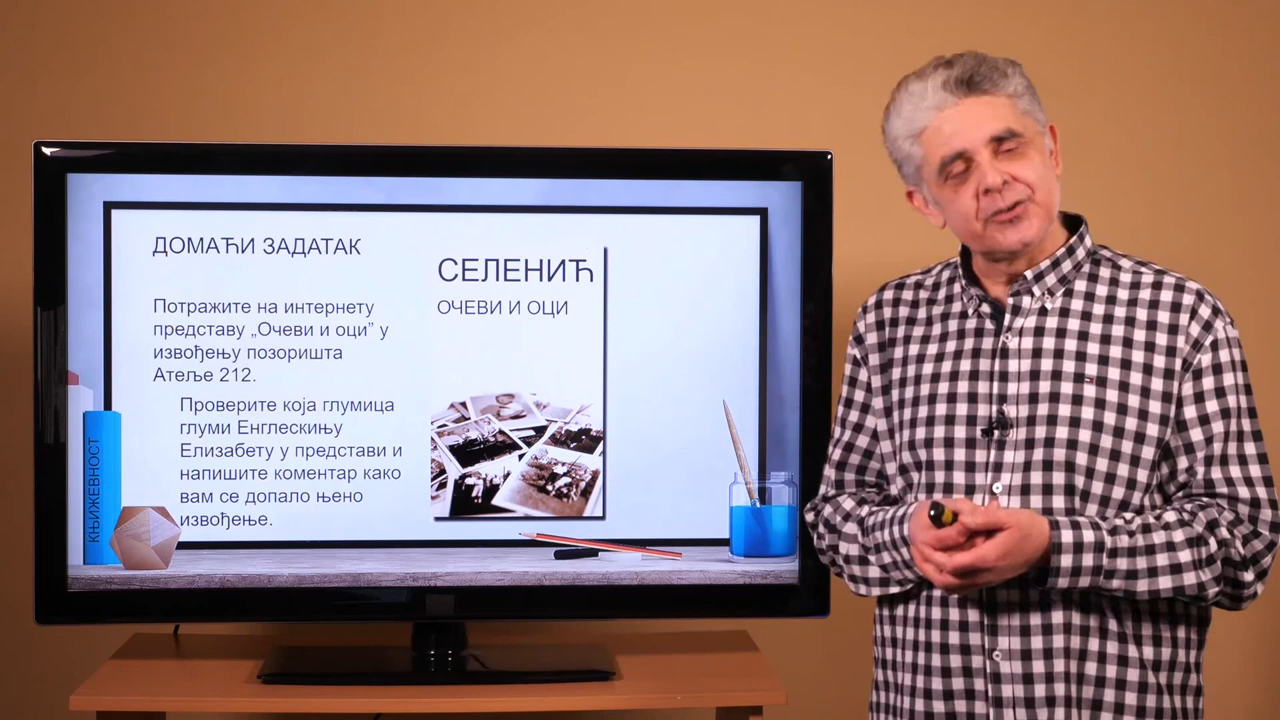 ДОМАЋИ ЗАДАТАК
Потражите на интернету
представу „Очеви и оци” у
извођењу позоришта
Атеље 212.
Проверите која глумица
глуми Енглескињу
Елизабету у представи и
напишите коментар како
вам се допало њено
извођење.
СЕЛЕНИЋ
ОЧЕВИ И ОЦИ
КЊИЖЕВНОСТ